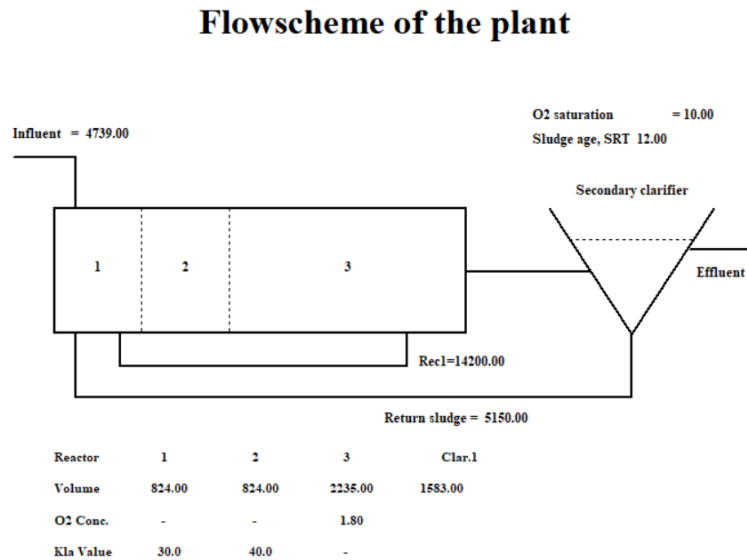 Flowscheme of the plant
O2 saturation = 10.00
Influent = 4739.00
Sludge age, SRT 12.00
Secondary clarifier
1 2 3
Effluent
Rec1=14200.00
Return sludge = 5150.00
Reactor 1 2 3 Clar.1
Volume 824.00 824.00 2235.00 1583.00
O2 Conc. - - 1.80
Kla Value 30.0 40.0 -